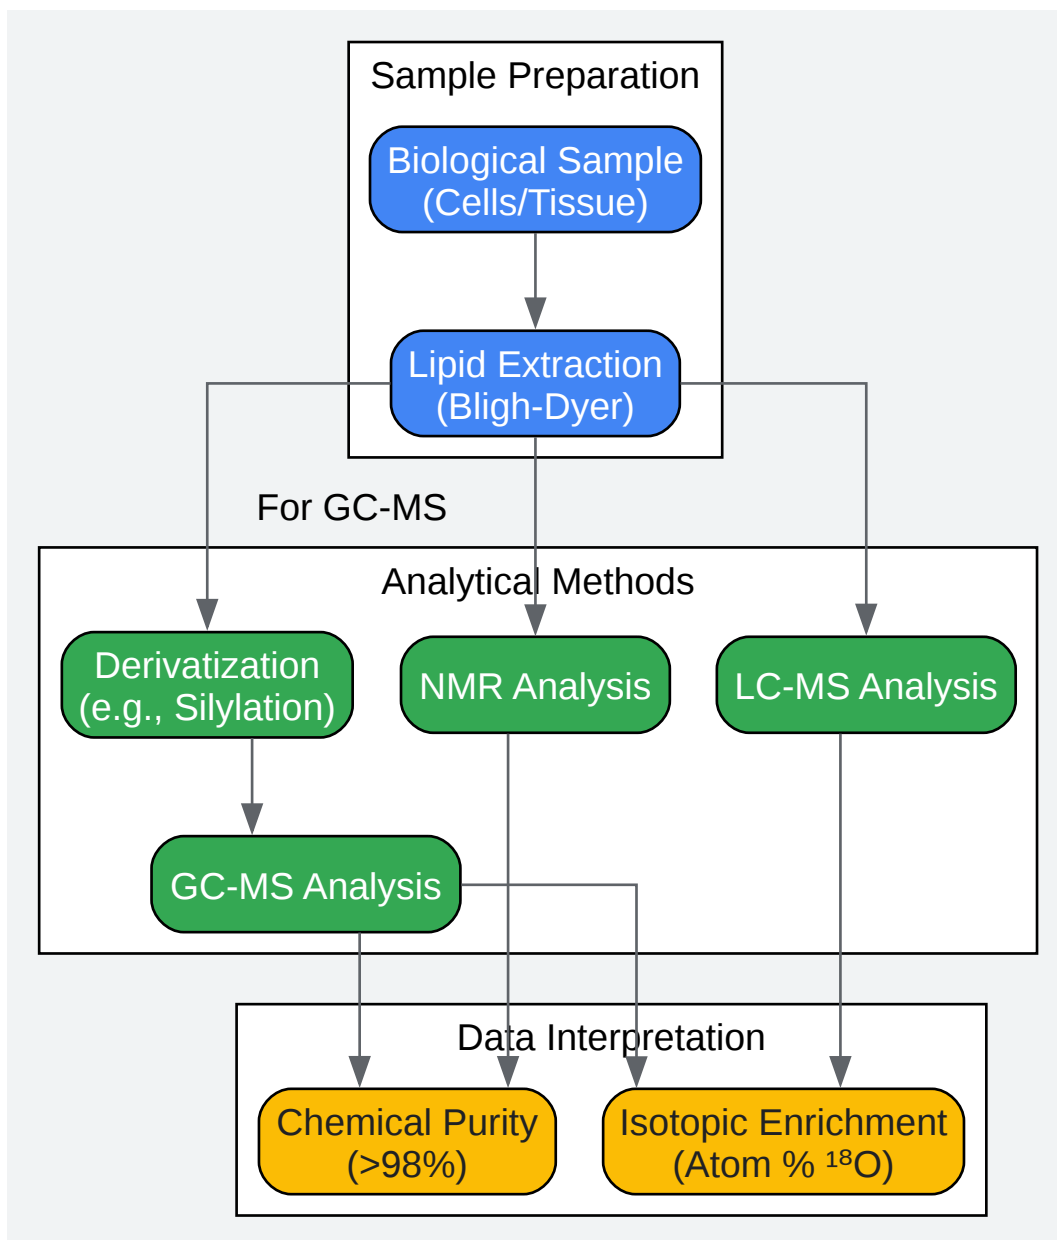 Sample Preparation
Biological Sample
(Cells/Tissue)
Lipid Extraction
(Bligh-Dyer)
For GC-MS
Analytical Methods
Derivatization
(e.g., Silylation)
NMR Analysis
LC-MS Analysis
GC-MS Analysis
Data Interpretation
Chemical Purity
(>98%)
Isotopic Enrichment
(Atom % ¹⁸O)